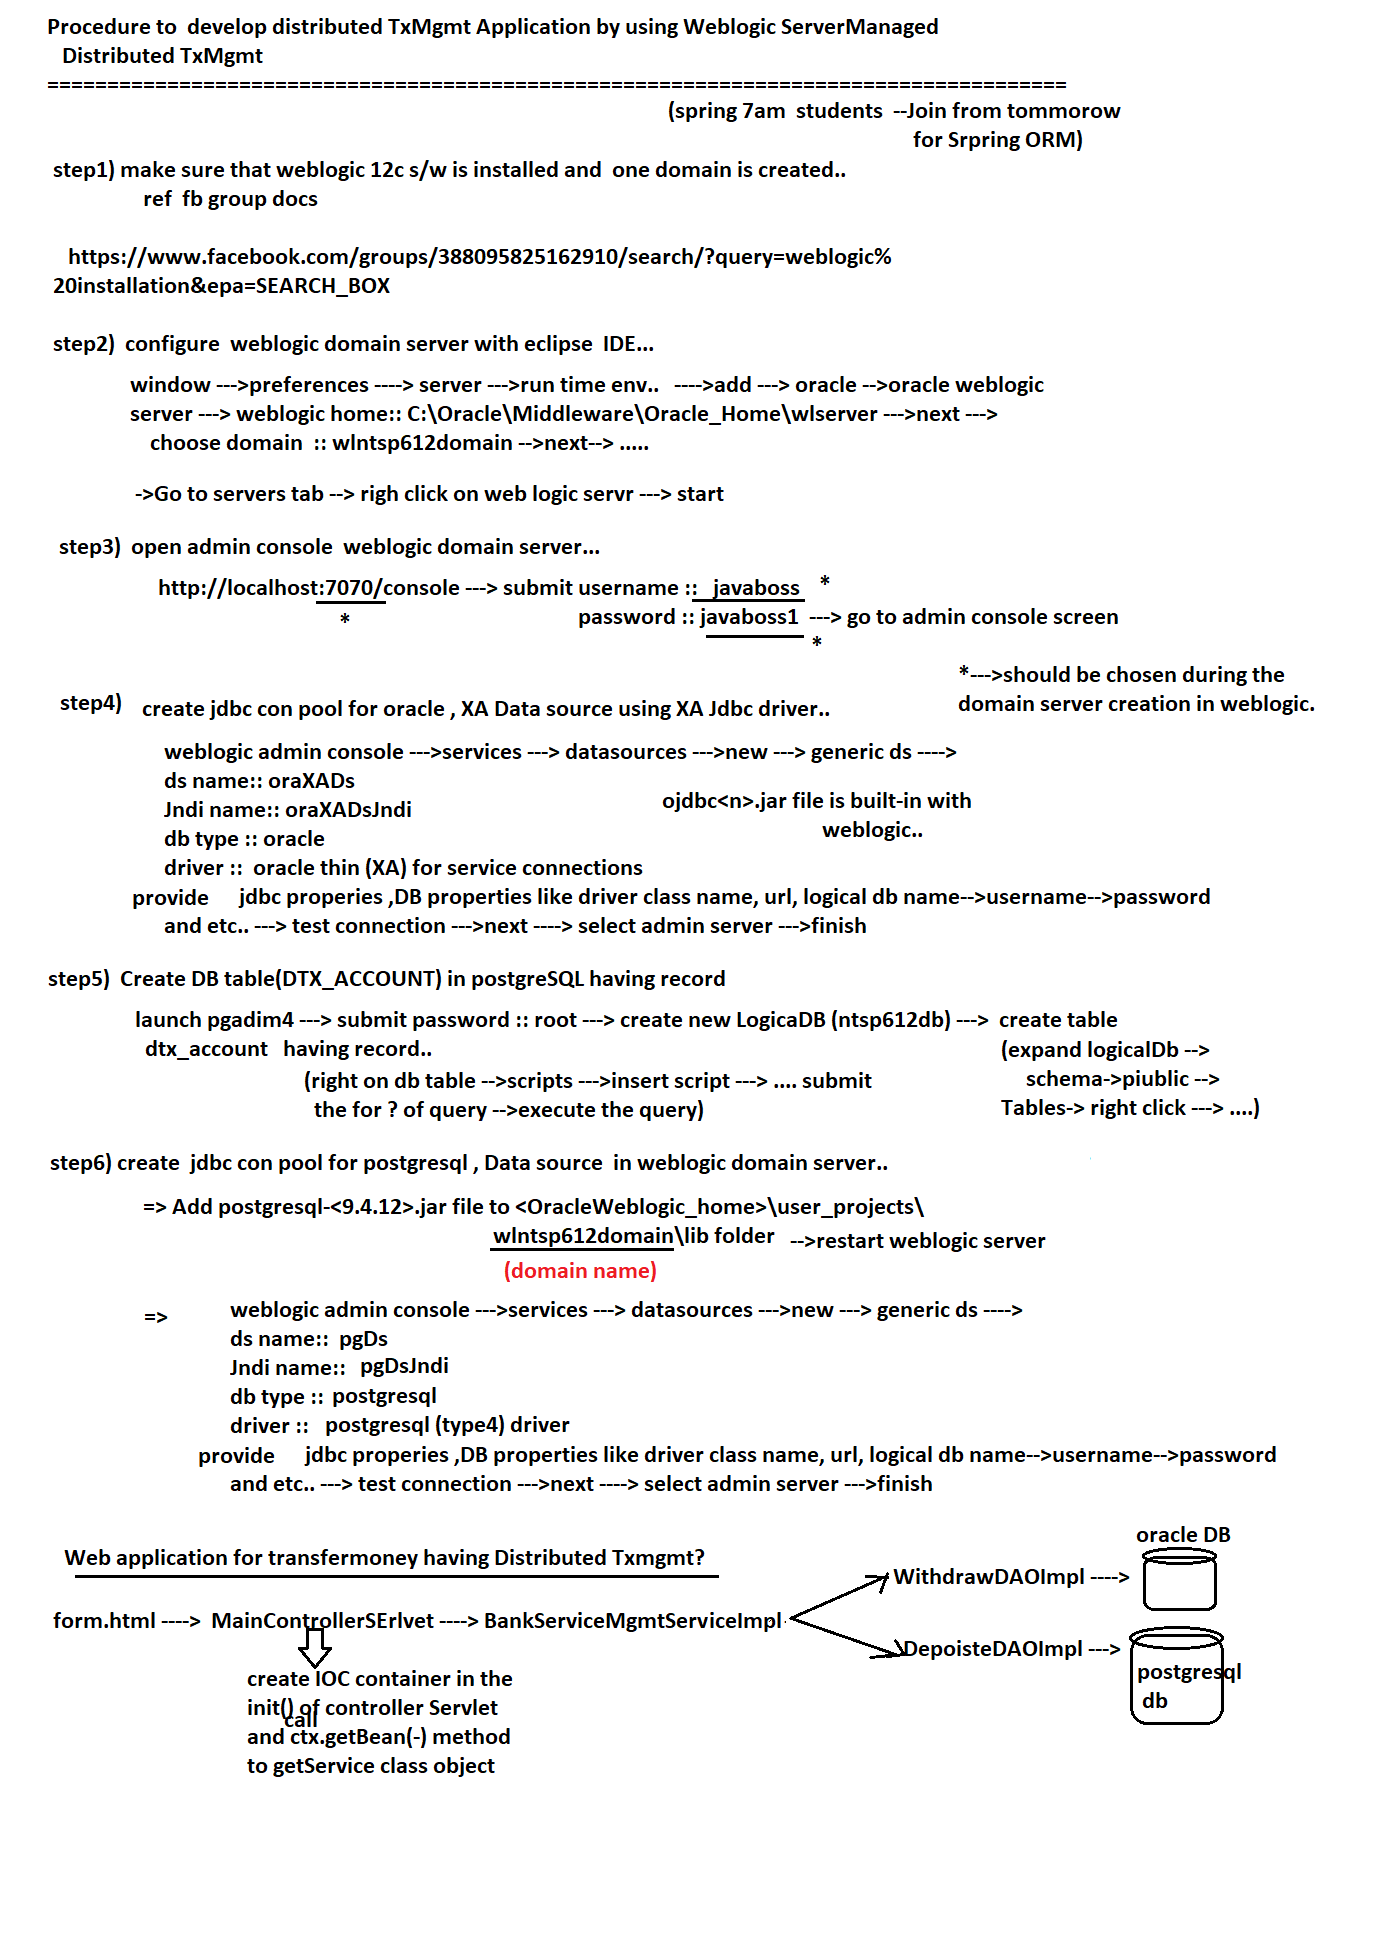 Procedure to  develop distributed TxMgmt Application by using Weblogic ServerManaged
Distributed TxMgmt
=====================================================================================
(spring 7am  students  --Join from tommorow
for Srpring ORM)
step1) make sure that weblogic 12c s/w is installed and  one domain is created..
ref  fb group docs
https://www.facebook.com/groups/388095825162910/search/?query=weblogic%
20installation&epa=SEARCH_BOX
step2)  configure  weblogic domain server with eclipse  IDE...
window --->preferences ----> server --->run time env..   ---->add ---> oracle -->oracle weblogic
server ---> weblogic home:: C:\Oracle\Middleware\Oracle_Home\wlserver --->next --->
choose domain  :: wlntsp612domain -->next--> .....
->Go to servers tab --> righ click on web logic servr ---> start
step3)  open admin console  weblogic domain server...
http://localhost:7070/console ---> submit username ::  javaboss   *
*
password :: javaboss1  ---> go to admin console screen
*
*--->should be chosen during the
domain server creation in weblogic.
step4)   create jdbc con pool for oracle , XA Data source using XA Jdbc driver..
weblogic admin console --->services ---> datasources --->new ---> generic ds ---->
ds name:: oraXADs
Jndi name:: oraXADsJndi
ojdbc<n>.jar file is built-in with
weblogic..
db type :: oracle
driver ::  oracle thin (XA) for service connections
provide     jdbc properies ,DB properties like driver class name, url, logical db name-->username-->password
and etc.. ---> test connection --->next ----> select admin server --->finish
step5)  Create DB table(DTX_ACCOUNT) in postgreSQL having record
launch pgadim4 ---> submit password :: root ---> create new LogicaDB (ntsp612db) --->  create table
dtx_account   having record..
(expand logicalDb -->
schema->piublic -->
Tables-> right click ---> ....)
(right on db table -->scripts --->insert script ---> .... submit
the for ? of query -->execute the query)
step6) create  jdbc con pool for postgresql , Data source  in weblogic domain server..
=> Add postgresql-<9.4.12>.jar file to <OracleWeblogic_home>\user_projects\
wlntsp612domain\lib folder   -->restart weblogic server
(domain name)
=>
weblogic admin console --->services ---> datasources --->new ---> generic ds ---->
ds name::  pgDs
Jndi name::   pgDsJndi
db type ::  postgresql
driver ::   postgresql (type4) driver
provide     jdbc properies ,DB properties like driver class name, url, logical db name-->username-->password
and etc.. ---> test connection --->next ----> select admin server --->finish
Web application for transfermoney having Distributed Txmgmt?
oracle DB
WithdrawDAOImpl ---->
form.html ---->  MainControllerSErlvet ----> BankServiceMgmtServiceImpl
DepoisteDAOImpl --->
postgresql
db
create IOC container in the
init() of controller Servlet
call
and ctx.getBean(-) method
to getService class object